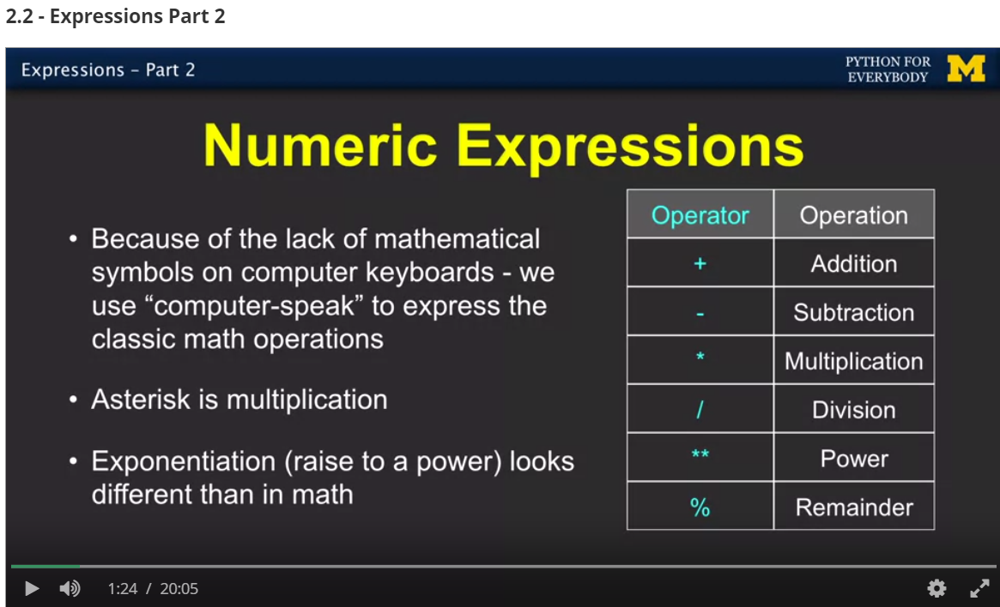 2.2 - Expressions Part 2
Expressions – Part 2
PYTHON FOR
EVERYBODY
M
Numeric Expressions
• Because of the lack of mathematical
symbols on computer keyboards - we
use “computer-speak” to express the
classic math operations
• Asterisk is multiplication
• Exponentiation (raise to a power) looks
different than in math
Operator Operation
+ Addition
- Subtraction
* Multiplication
/ Division
** Power
% Remainder
1:24 / 20:05